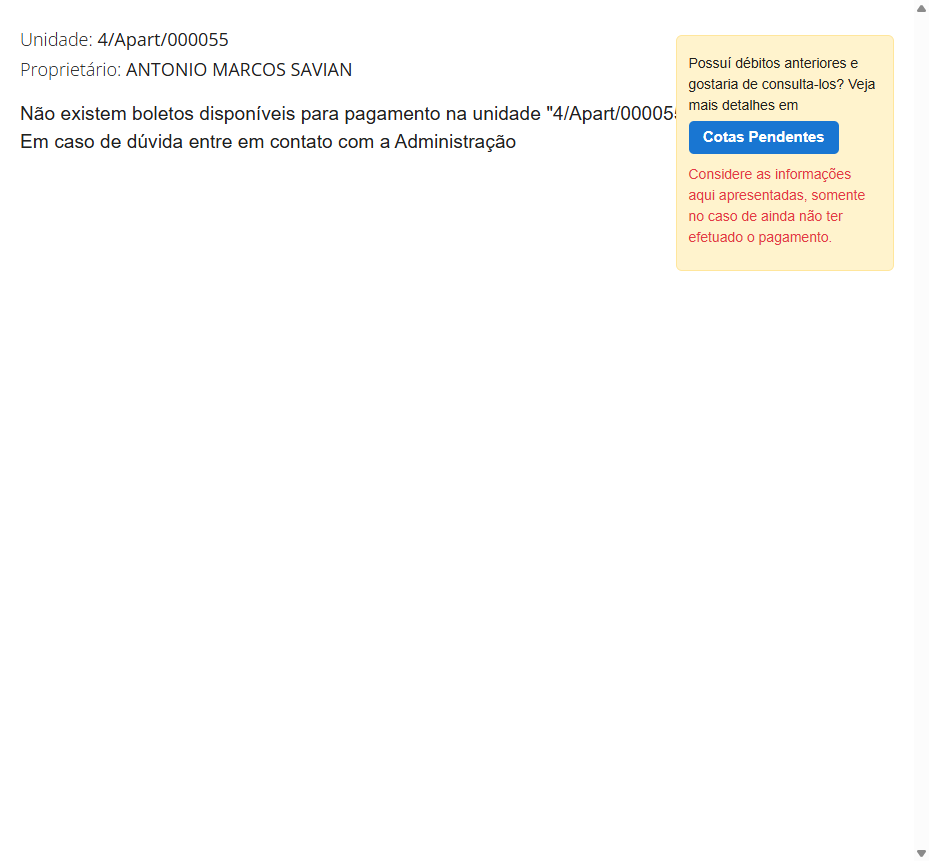 Unidade: 4/Apart/000055
Proprietário: ANTONIO MARCOS SAVIAN
Não existem boletos disponíveis para pagamento na unidade "4/Apart/000055
Em caso de dúvida entre em contato com a Administração
Possuí débitos anteriores e
gostaria de consulta-los? Veja
mais detalhes em
Cotas Pendentes
Considere as informações
aqui apresentadas, somente
no caso de ainda não ter
efetuado o pagamento.